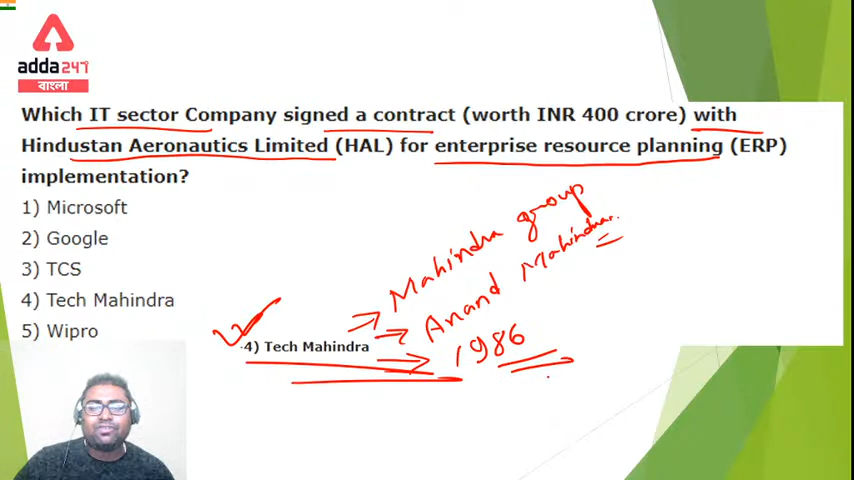 adda247
বাংলা
Which IT sector Company signed a contract (worth INR 400 crore) with
Hindustan Aeronautics Limited (HAL) for enterprise resource planning (ERP)
implementation?
1) Microsoft
2) Google
3) TCS
4) Tech Mahindra
5) Wipro
4) Tech Mahindra
Mahindra group
Anand Mahindra.
1986